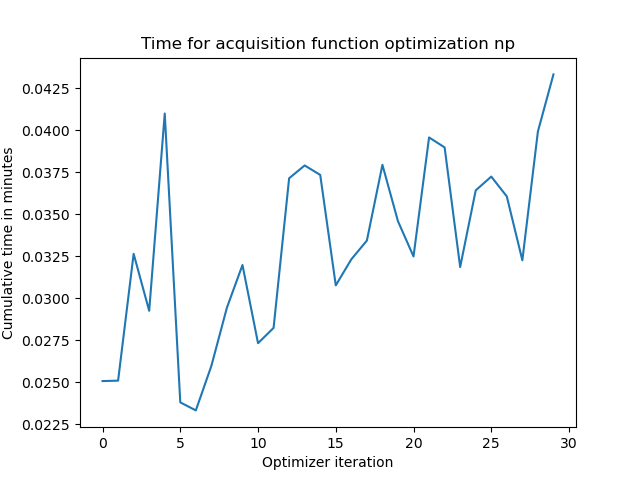 Time for acquisition function optimization np
Cumulative time in minutes
0.0425
0.0400
0.0375
0.0350
0.0325
0.0300
0.0275
0.0250
0.0225
0 5 10 15 20 25 30
Optimizer iteration